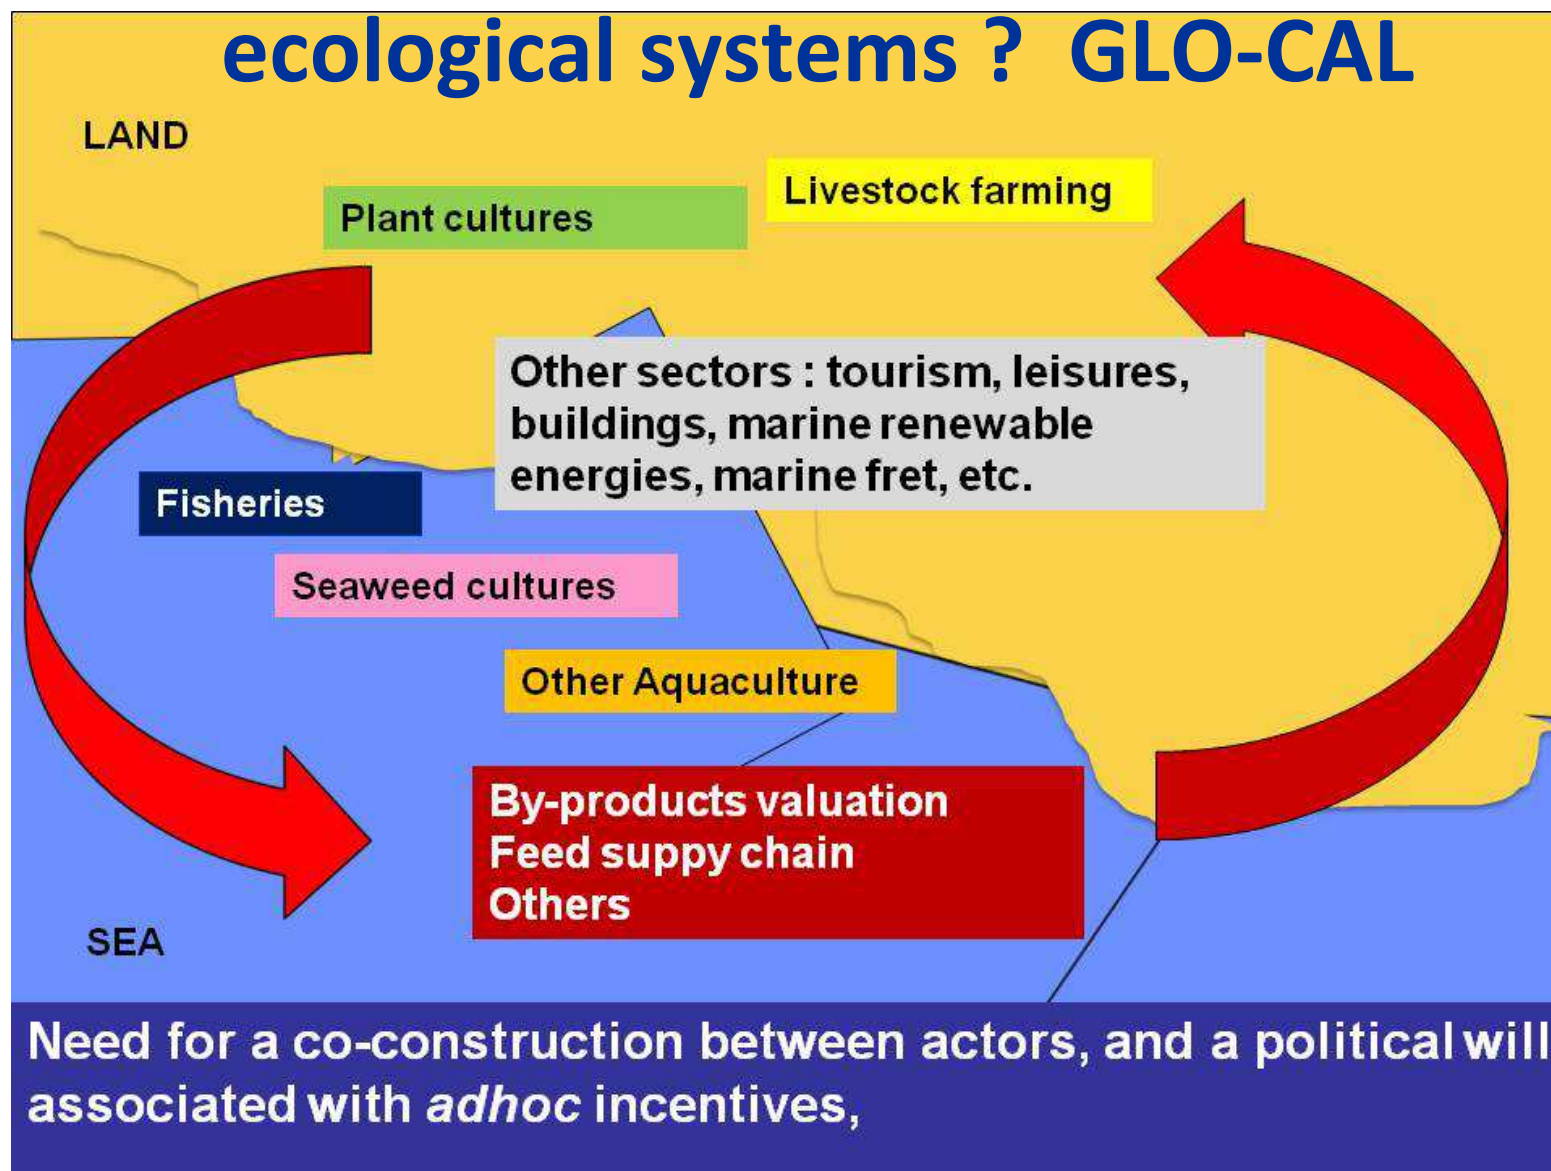 ecological systems ? GLO-CAL
LAND
Livestock farming
Plant cultures
Other sectors : tourism, leisures,
buildings, marine renewable
energies, marine fret, etc.
Fisheries
Seaweed cultures
Other Aquaculture
By-products valuation
Feed suppy chain
Others
SEA
Need for a co-construction between actors, and a political will
associated with adhoc incentives,